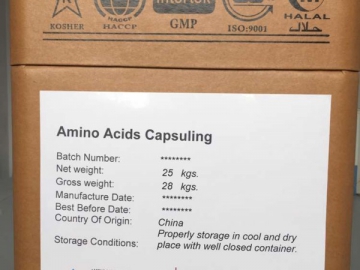 KOSHER HACCP GMP ISO:9001 HALAL
حلال
Amino Acids Capsuling
Batch Number: ********
Net weight: 25 kgs.
Gross weight: 28 kgs.
Manufacture Date: ********
Best Before Date: ********
Country Of Origin: China
Storage Conditions: Properly storage in cool and dry
place with well closed container.